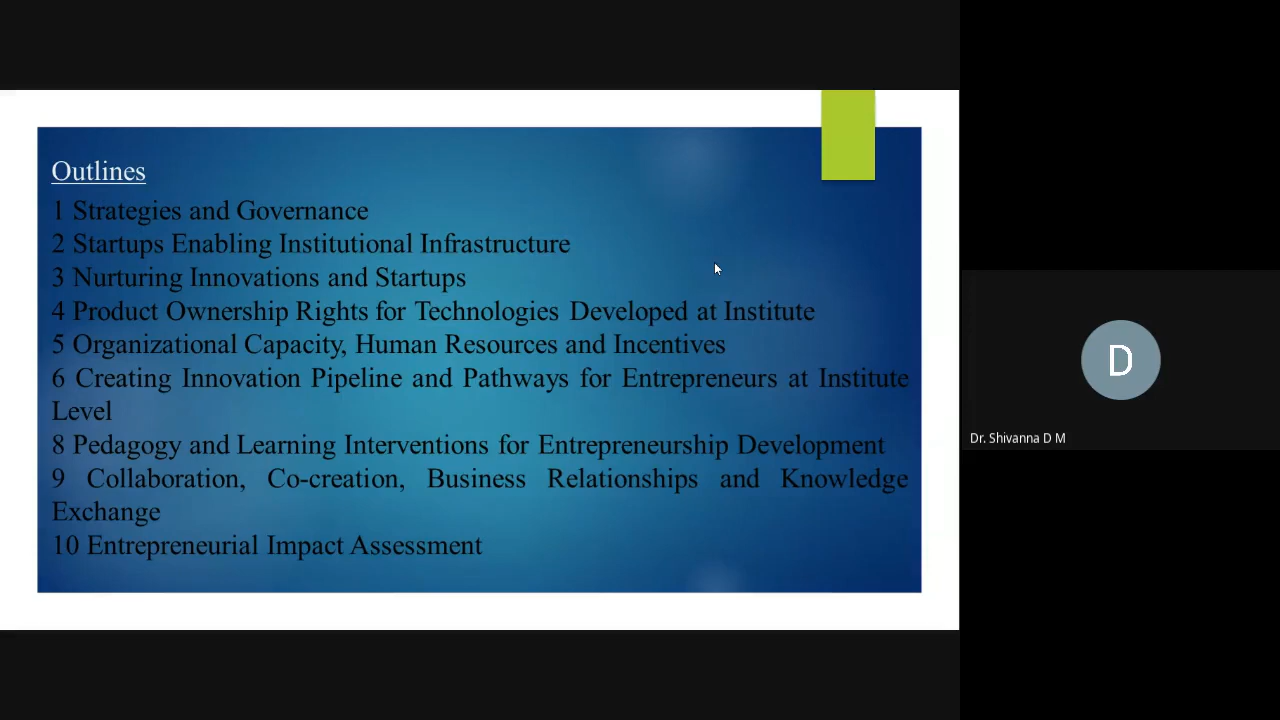 Outlines
1 Strategies and Governance
2 Startups Enabling Institutional Infrastructure
3 Nurturing Innovations and Startups
4 Product Ownership Rights for Technologies Developed at Institute
5 Organizational Capacity, Human Resources and Incentives
6 Creating Innovation Pipeline and Pathways for Entrepreneurs at Institute
Level
8 Pedagogy and Learning Interventions for Entrepreneurship Development
9 Collaboration, Co-creation, Business Relationships and Knowledge
Exchange
10 Entrepreneurial Impact Assessment
D
Dr. Shivanna D M